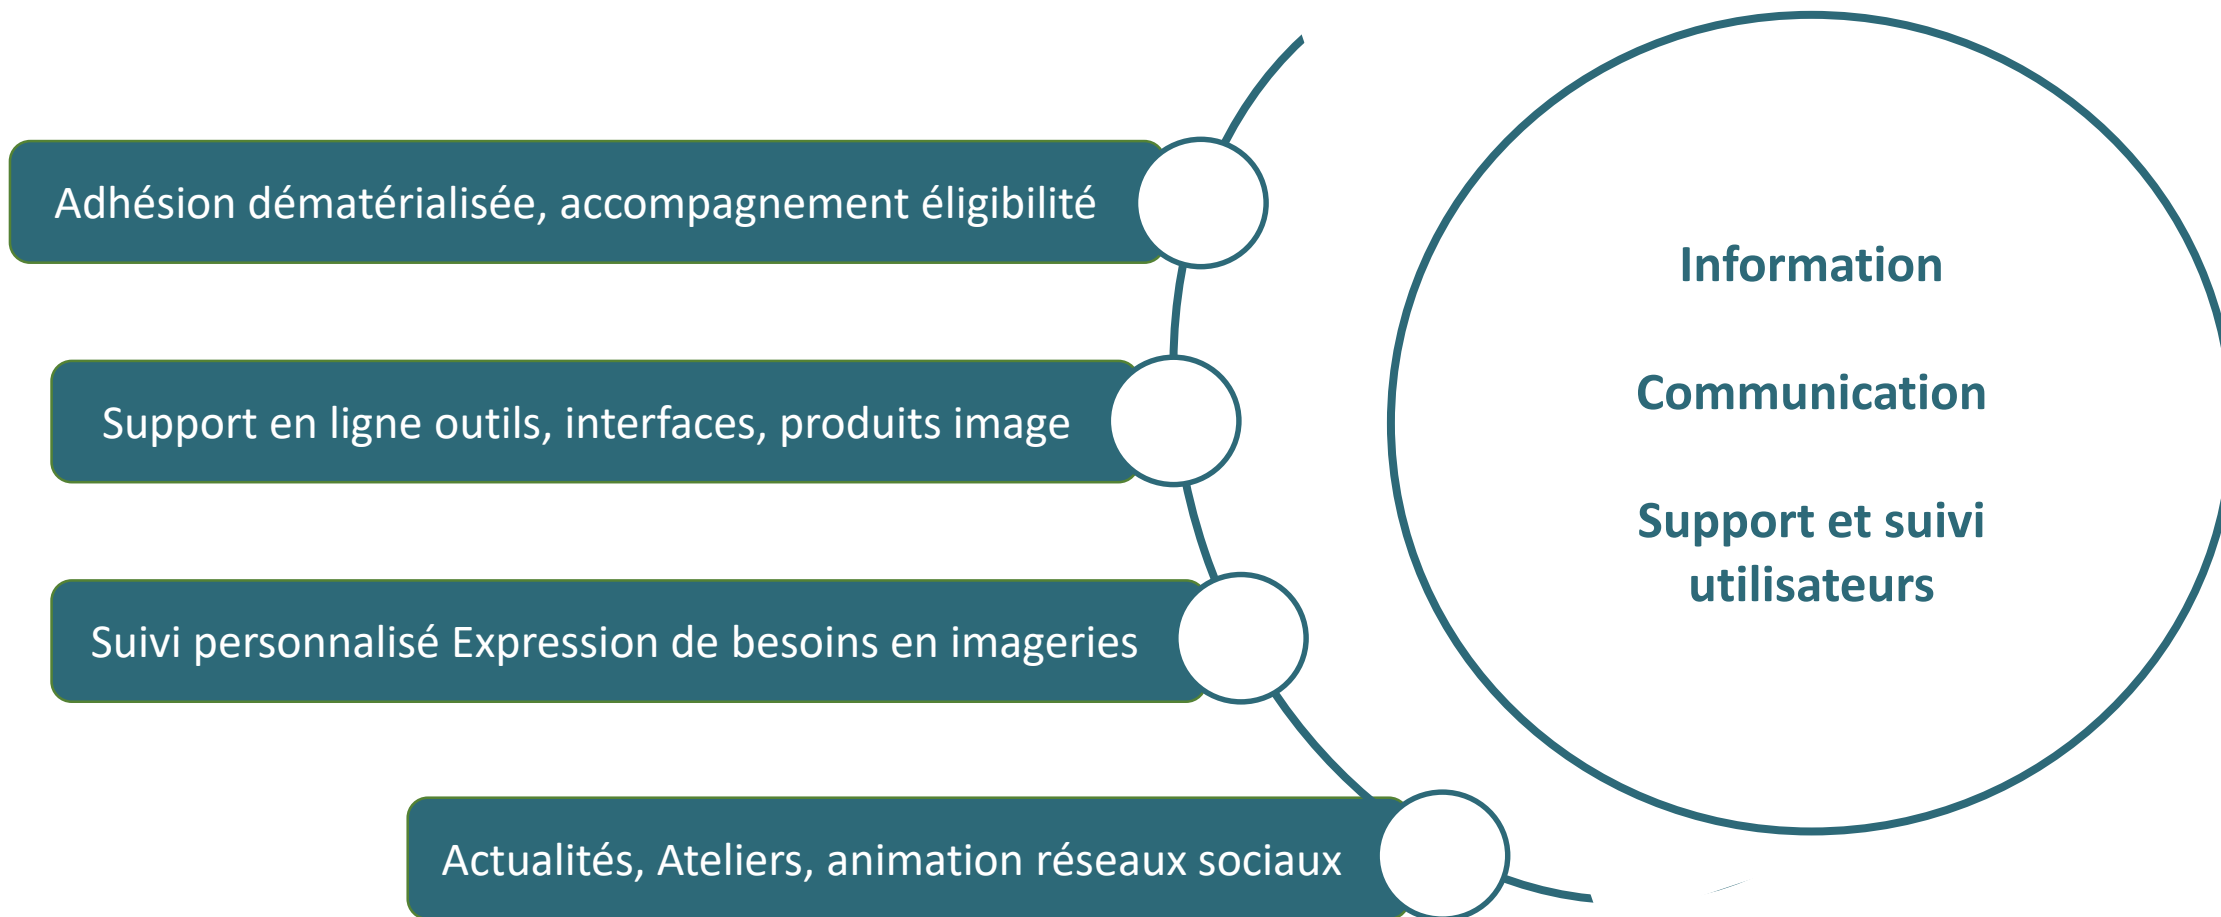 Adhésion dématérialisée, accompagnement éligibilité
Support en ligne outils, interfaces, produits image
Suivi personnalisé Expression de besoins en imageries
Actualités, Ateliers, animation réseaux sociaux
Information
Communication
Support et suivi
utilisateurs